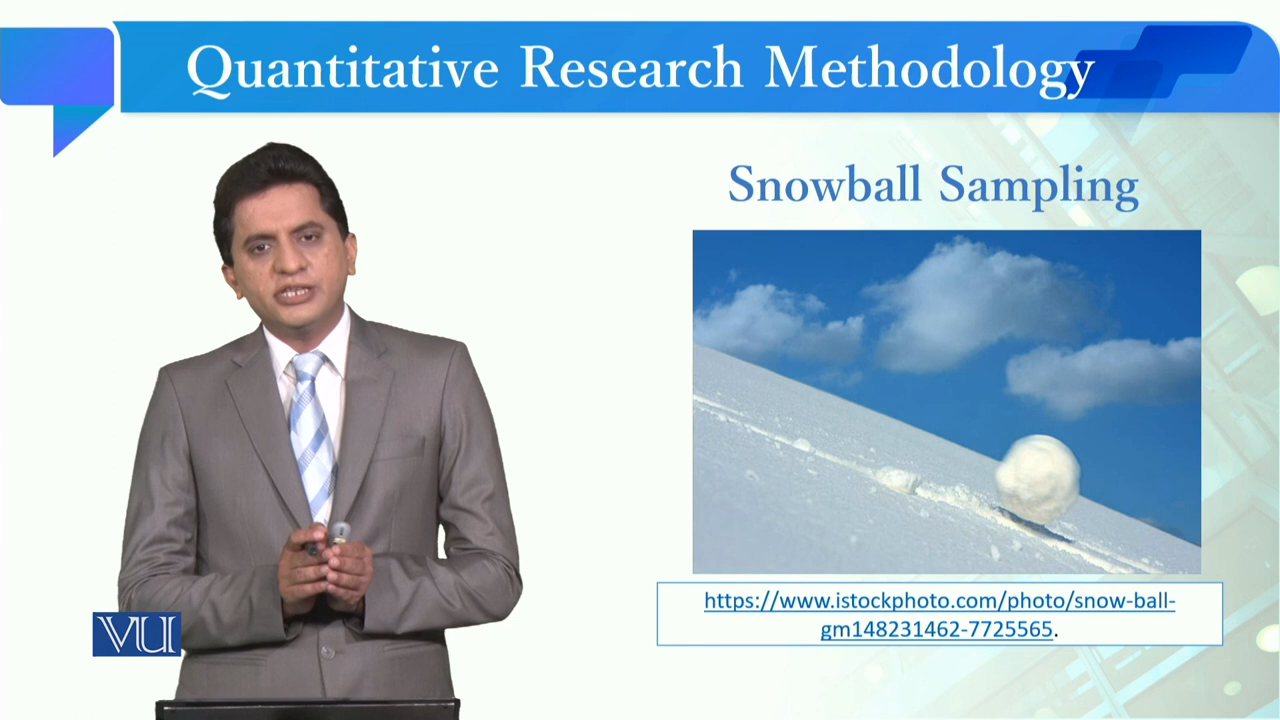 Quantitative Research Methodology
Snowball Sampling
https://www.istockphoto.com/photo/snow-ball-
gm148231462-7725565.
VU